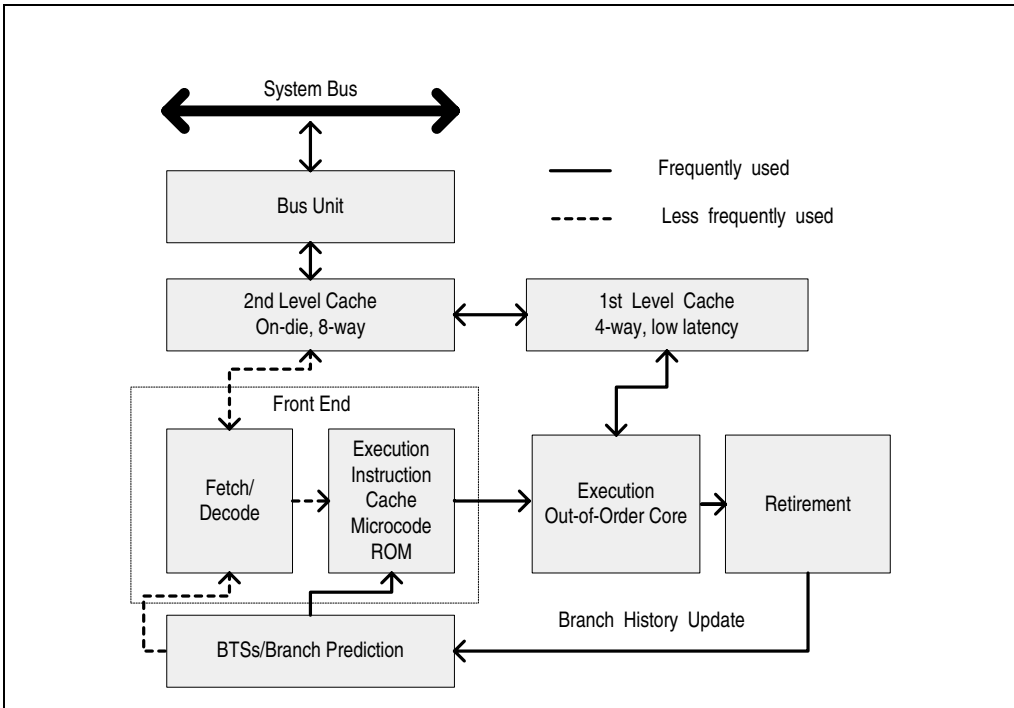 System Bus
Frequently used
Less frequently used
Bus Unit
2nd Level Cache
On-die, 8-way
1st Level Cache
4-way, low latency
Front End
Fetch/
Decode
Execution
Instruction
Cache
Microcode
ROM
Execution
Out-of-Order Core
Retirement
Branch History Update
BTSs/Branch Prediction